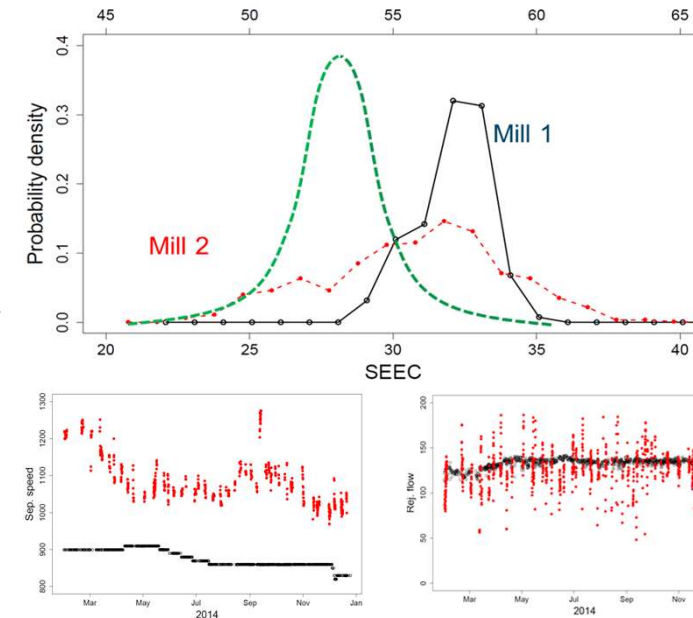 45 50 55 60 65
0.4
0.3
0.2
0.1
0.0
Probability density
Mill 1
Mill 2
20 25 30 35 40
SEEC
1300
1200
1100
1000
900
800
Sep. speed
Mar May Jul Sep Nov Jan
2014
200
150
100
50
0
Rej. flow
Mar May Jul Sep Nov
2014